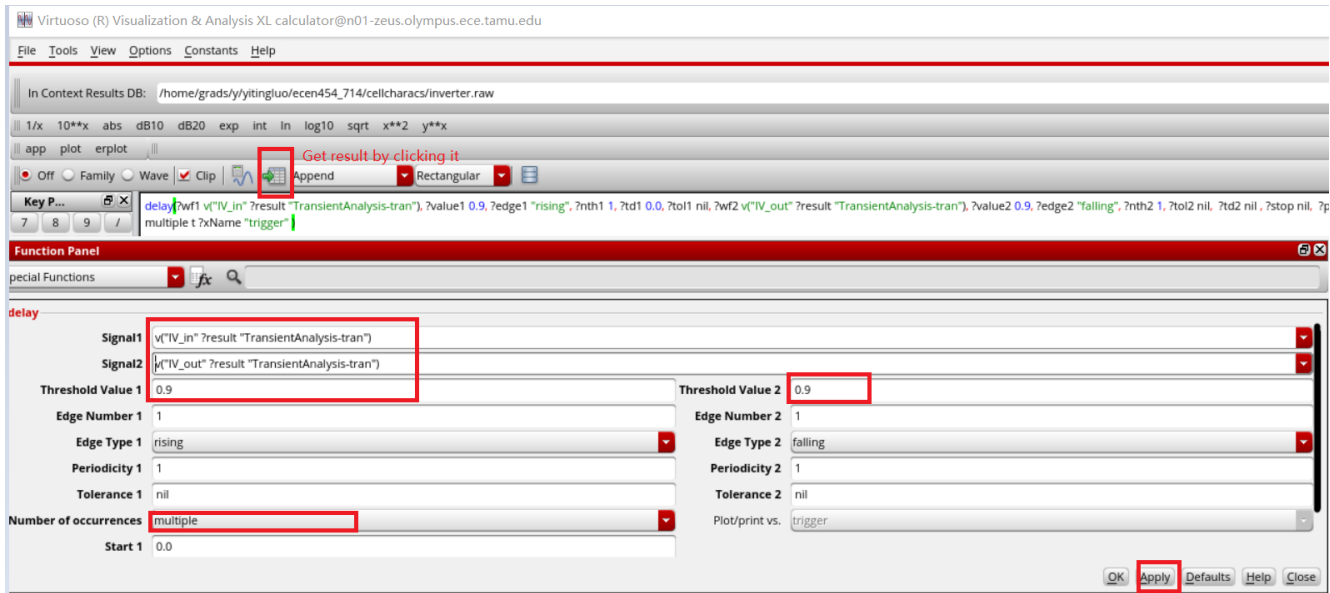 Virtuoso (R) Visualization & Analysis XL calculator@n01-zeus.olympus.ece.tamu.edu
File Tools View Options Constants Help
In Context Results DB: /home/grads/y/yitingluo/ecen454_714/cellcharacs/inverter.raw
1/x 10**x abs dB10 dB20 exp int ln log10 sqrt x**2 y**x
app plot erplot
Get result by clicking it
Off Family Wave Clip Append Rectangular
Key P...
7 8 9 /
delay(?wf1 v("IV_in" ?result "TransientAnalysis-tran"), ?value1 0.9, ?edge1 "rising", ?nth1 1, ?td1 0.0, ?tol1 nil, ?wf2 v("IV_out" ?result "TransientAnalysis-tran"), ?value2 0.9, ?edge2 "falling", ?nth2 1, ?tol2 nil, ?td2 nil , ?stop nil, ?p
multiple t ?xName "trigger" )
Function Panel
pecial Functions fx
delay
Signal1 v("IV_in" ?result "TransientAnalysis-tran")
Signal2 v("IV_out" ?result "TransientAnalysis-tran")
Threshold Value 1 0.9 Threshold Value 2 0.9
Edge Number 1 1 Edge Number 2 1
Edge Type 1 rising Edge Type 2 falling
Periodicity 1 1 Periodicity 2 1
Tolerance 1 nil Tolerance 2 nil
Number of occurrences multiple Plot/print vs. trigger
Start 1 0.0
OK Apply Defaults Help Close